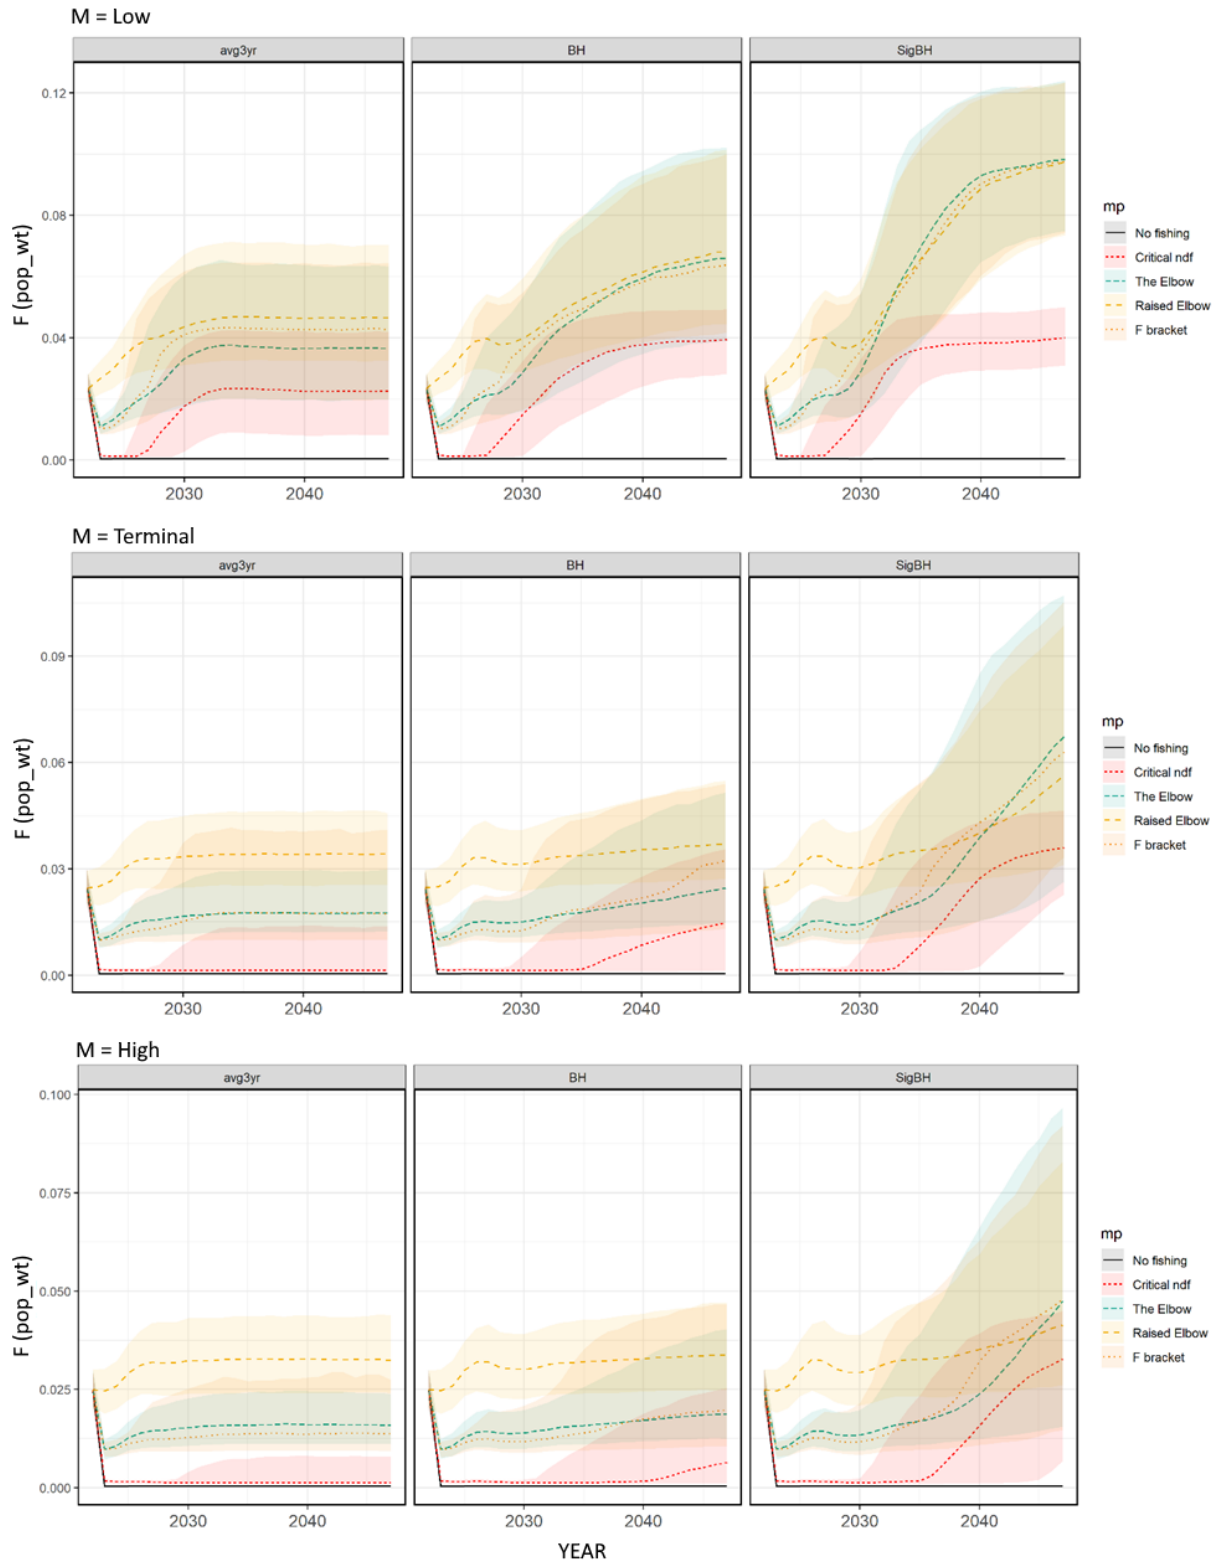 M = Low
avg3yr BH SigBH
0.12
0.08
0.04
0.00
F (pop_wt)
2030 2040 2030 2040 2030 2040
mp
No fishing
Critical ndf
The Elbow
Raised Elbow
F bracket
M = Terminal
avg3yr BH SigBH
0.09
0.06
0.03
0.00
F (pop_wt)
2030 2040 2030 2040 2030 2040
mp
No fishing
Critical ndf
The Elbow
Raised Elbow
F bracket
M = High
avg3yr BH SigBH
0.100
0.075
0.050
0.025
0.000
F (pop_wt)
2030 2040 2030 2040 2030 2040
YEAR
mp
No fishing
Critical ndf
The Elbow
Raised Elbow
F bracket